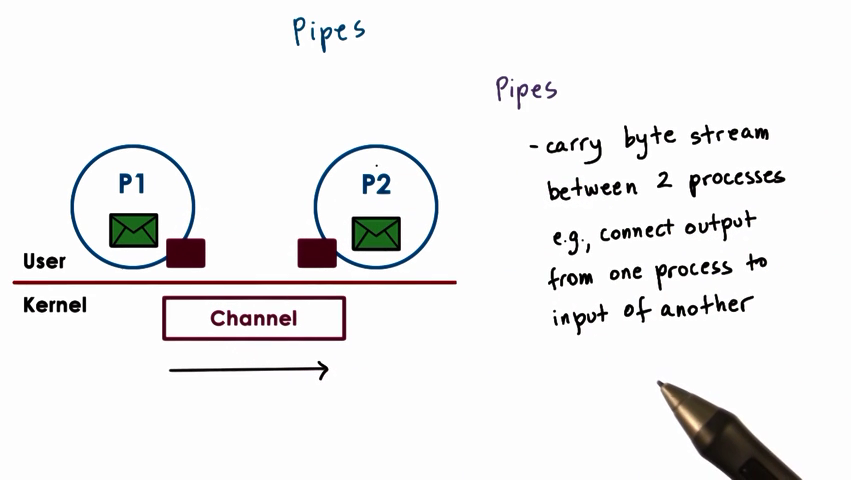 Pipes
Pipes
- carry byte stream
between 2 processes
e.g., connect output
from one process to
input of another
P1
P2
User
Kernel
Channel